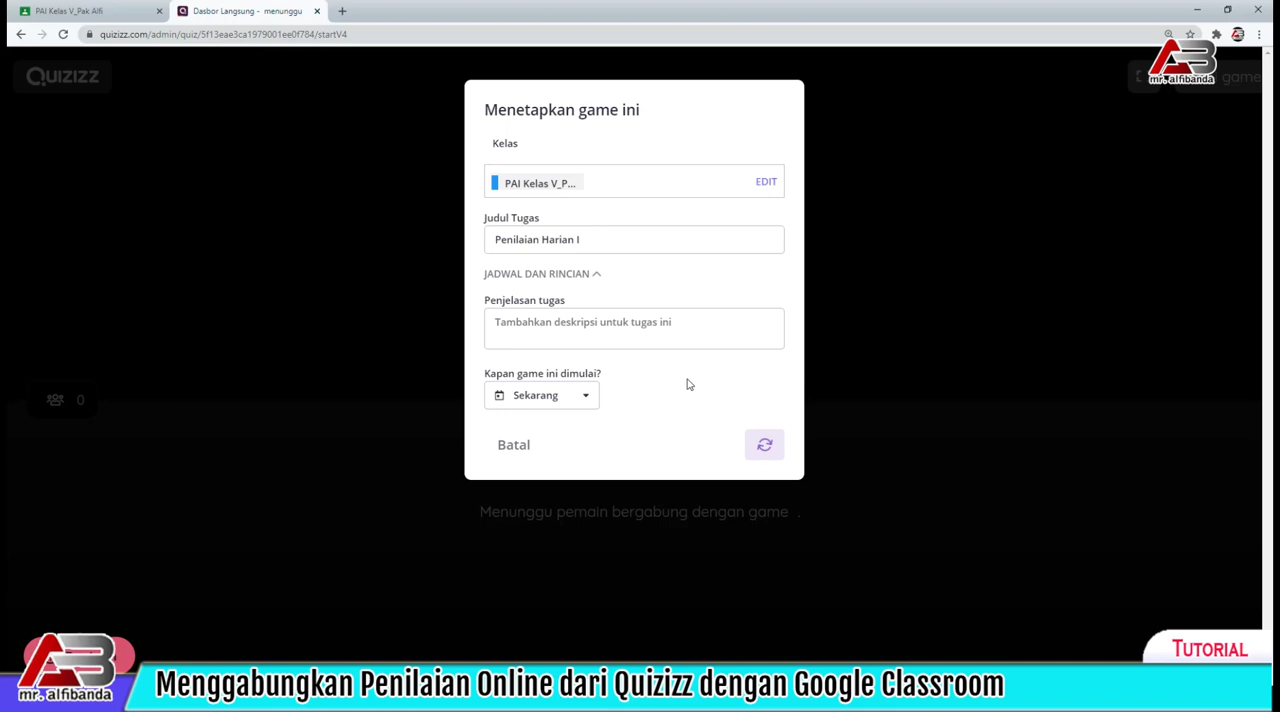 PAI Kelas V_Pak Alfi
Dasbor Langsung - menunggu
quizizz.com/admin/quiz/5f13eae3ca1979001ee0f784/startV4
Quizizz
mr. alfibanda
game
Menetapkan game ini
Kelas
PAI Kelas V_P...
EDIT
Judul Tugas
Penilaian Harian I
JADWAL DAN RINCIAN
Penjelasan tugas
Tambahkan deskripsi untuk tugas ini
Kapan game ini dimulai?
Sekarang
0
Batal
Menunggu pemain bergabung dengan game .
TUTORIAL
mr. alfibanda
Menggabungkan Penilaian Online dari Quizizz dengan Google Classroom